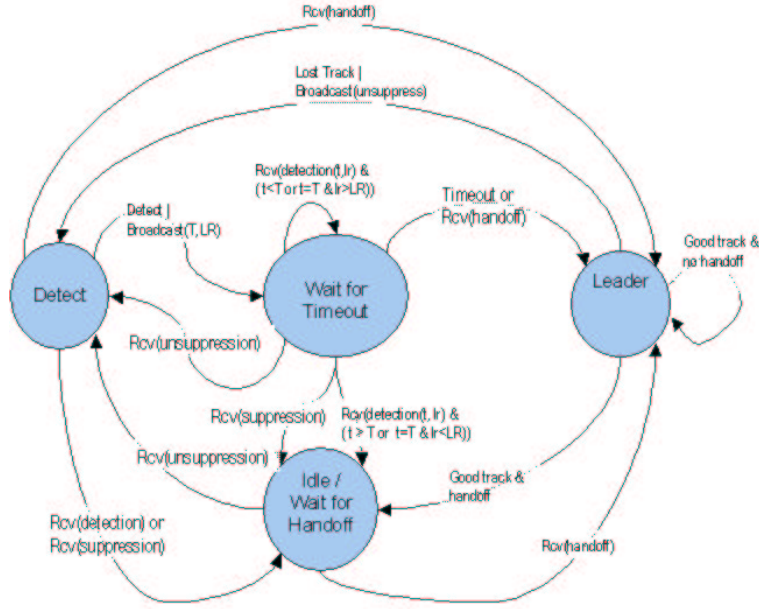 Rcv(handoff)
Lost Track |
Broadcast(unsuppress)
Rcv(detection(t,lr) &
(t<T or t=T & lr>LR))
Timeout or
Rcv(handoff)
Detect |
Broadcast(T, LR)
Good track &
no handoff
Detect
Wait for
Timeout
Leader
Rcv(unsuppression)
Rcv(suppression)
Rcv(detection(t, lr) &
(t > T or t=T & lr<LR))
Rcv(unsuppression)
Idle /
Wait for
Handoff
Good track &
handoff
Rcv(detection) or
Rcv(suppression)
Rcv(handoff)